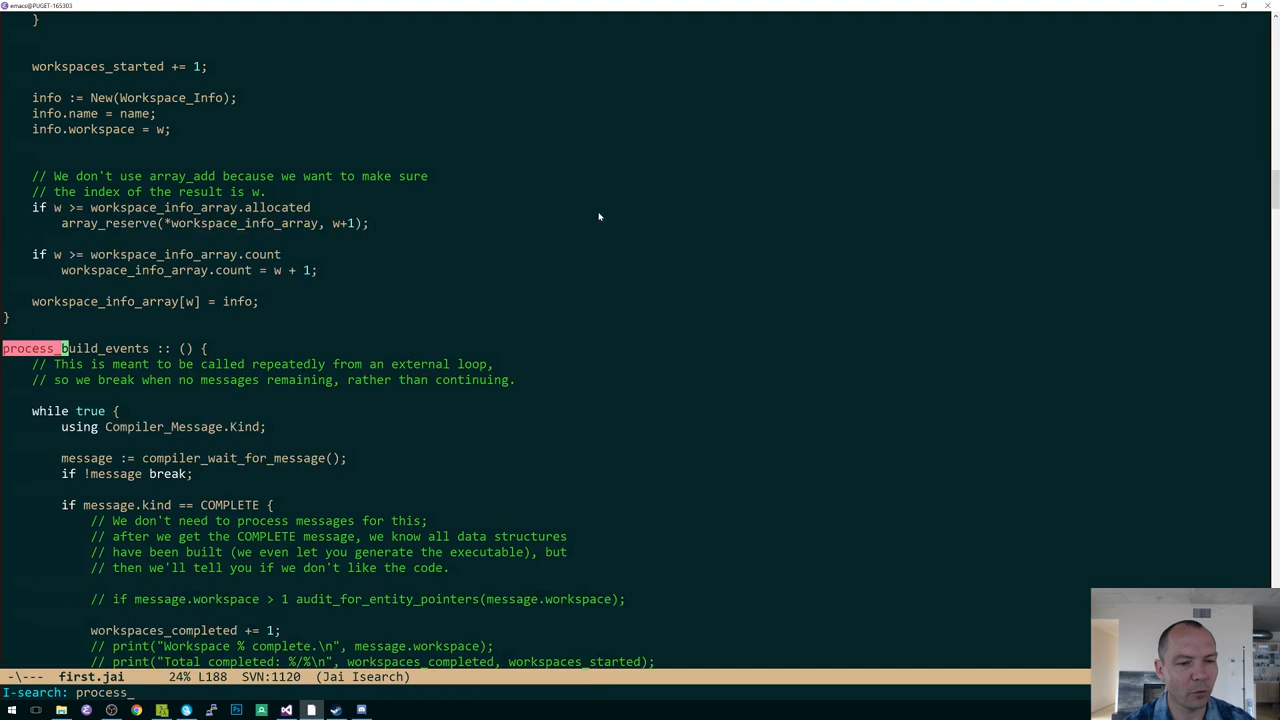 emacs@PUGET-165303
}
workspaces_started += 1;
info := New(Workspace_Info);
info.name = name;
info.workspace = w;
// We don't use array_add because we want to make sure
// the index of the result is w.
if w >= workspace_info_array.allocated
array_reserve(*workspace_info_array, w+1);
if w >= workspace_info_array.count
workspace_info_array.count = w + 1;
workspace_info_array[w] = info;
}
process_build_events :: () {
// This is meant to be called repeatedly from an external loop,
// so we break when no messages remaining, rather than continuing.
while true {
using Compiler_Message.Kind;
message := compiler_wait_for_message();
if !message break;
if message.kind == COMPLETE {
// We don't need to process messages for this;
// after we get the COMPLETE message, we know all data structures
// have been built (we even let you generate the executable), but
// then we'll tell you if we don't like the code.
// if message.workspace > 1 audit_for_entity_pointers(message.workspace);
workspaces_completed += 1;
// print("Workspace % complete.\n", message.workspace);
// print("Total completed: %/%\n", workspaces_completed, workspaces_started);
-\--- first.jai 24% L188 SVN:1120 (Jai Isearch)
I-search: process_